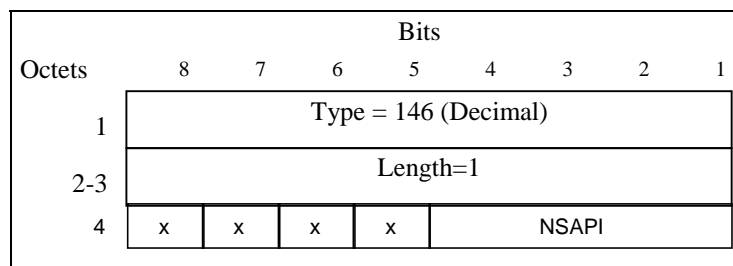 Bits
Octets 8 7 6 5 4 3 2 1
1 Type = 146 (Decimal)
2-3 Length=1
4 x x x x NSAPI